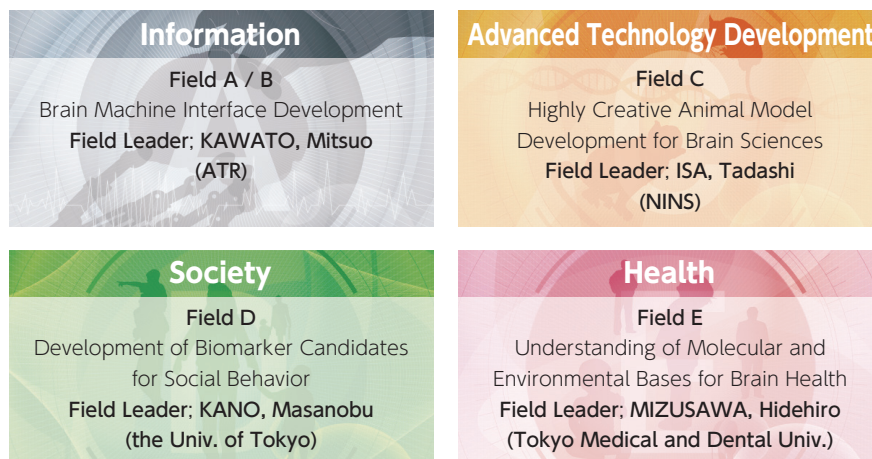 Information
Field A / B
Brain Machine Interface Development
Field Leader; KAWATO, Mitsuo
(ATR)
Advanced Technology Development
Field C
Highly Creative Animal Model
Development for Brain Sciences
Field Leader; ISA, Tadashi
(NINS)
Society
Field D
Development of Biomarker Candidates
for Social Behavior
Field Leader; KANO, Masanobu
(the Univ. of Tokyo)
Health
Field E
Understanding of Molecular and
Environmental Bases for Brain Health
Field Leader; MIZUSAWA, Hidehiro
(Tokyo Medical and Dental Univ.)